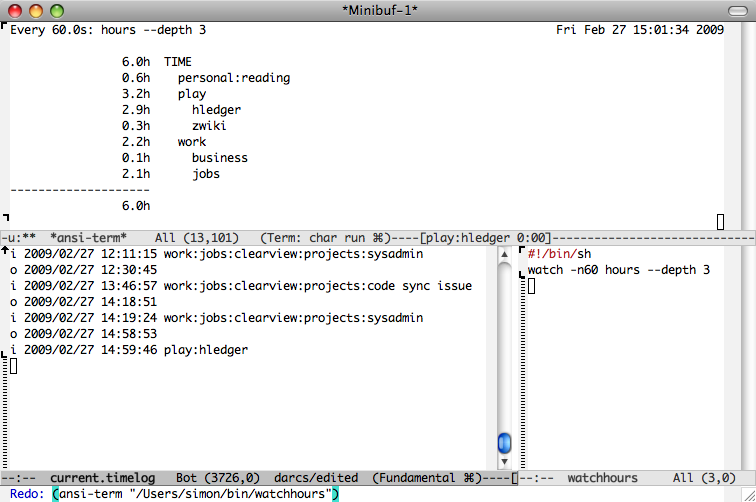 *Minibuf-1*
Every 60.0s: hours --depth 3                                                  Fri Feb 27 15:01:34 2009
                6.0h  TIME
                0.6h    personal:reading
                3.2h    play
                2.9h      hledger
                0.3h      zwiki
                2.2h    work
                0.1h      business
                2.1h      jobs
--------------------
                6.0h
-u:**  *ansi-term*    All (13,101)   (Term: char run ⌘)----[play:hledger 0:00]-------------------------
i 2009/02/27 12:11:15 work:jobs:clearview:projects:sysadmin
o 2009/02/27 12:30:45
i 2009/02/27 13:46:57 work:jobs:clearview:projects:code sync issue
o 2009/02/27 14:18:51
i 2009/02/27 14:19:24 work:jobs:clearview:projects:sysadmin
o 2009/02/27 14:58:53
i 2009/02/27 14:59:46 play:hledger
--:--  current.timelog   Bot (3726,0)  darcs/edited  (Fundamental ⌘)----[
#!/bin/sh
watch -n60 hours --depth 3
--:--  watchhours     All (3,0)
Redo: (ansi-term "/Users/simon/bin/watchhours")